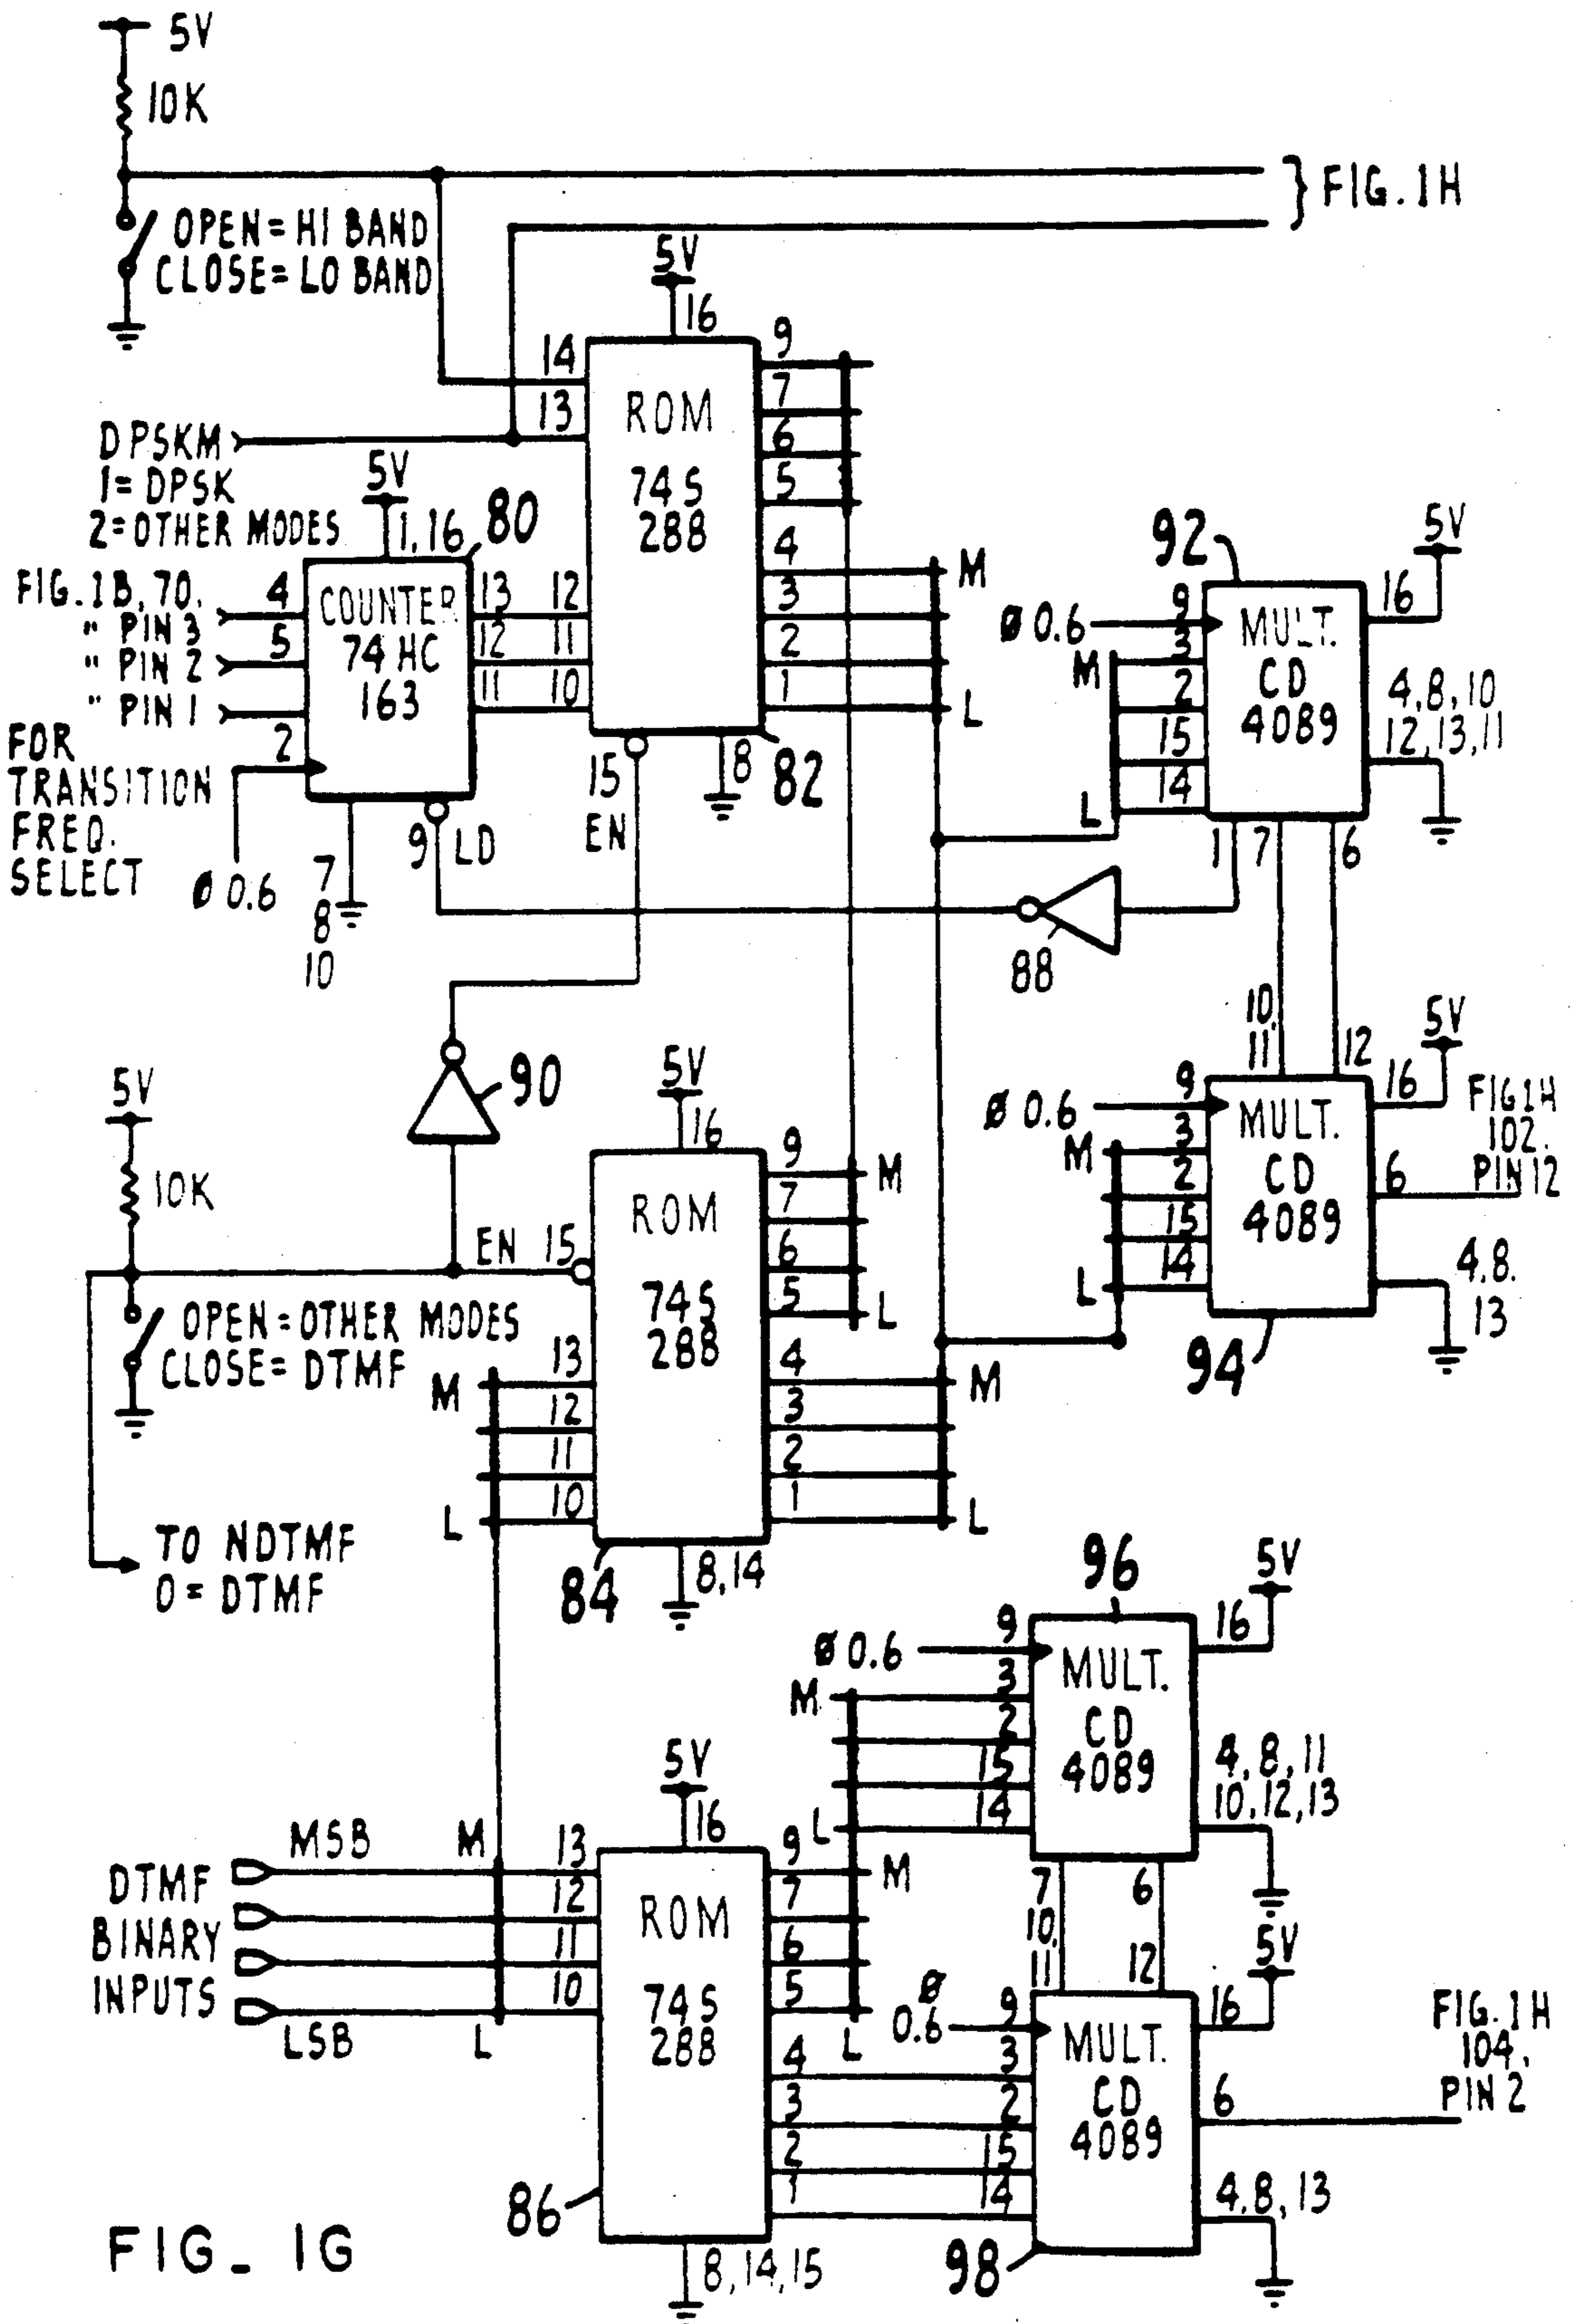 5V
10K
} FIG. 1H
OPEN = HI BAND
CLOSE = LO BAND
5V
16
14
13
ROM
74S
288
9
7
6
5
4
3
2
1
M
L
DPSKM
1 = DPSK
2 = OTHER MODES
5V
1, 16
80
FIG. 1B, 70.
" PIN 3
" PIN 2
" PIN 1
4
5
2
COUNTER
74 HC
163
13
12
11
12
11
10
FOR
TRANSITION
FREQ.
SELECT
Ø 0.6
7
8
10
9
LD
15
EN
8
82
92
5V
Ø 0.6
9
3
2
15
14
M
L
MULT.
CD
4089
16
4, 8, 10
12, 13, 11
1
7
6
88
10.
11
12
90
5V
10K
EN
15
OPEN = OTHER MODES
CLOSE = DTMF
TO NDTMF
0 = DTMF
5V
16
ROM
74S
288
9
7
6
5
4
3
2
1
M
L
M
L
M
L
13
12
11
10
84
8, 14
Ø 0.6
9
3
2
15
14
M
L
MULT.
CD
4089
5V
16
FIG 1H
102.
PIN 12
6
4.8.
13
94
96
5V
Ø 0.6
9
3
2
15
14
M
L
MULT.
CD
4089
16
4, 8, 11
10, 12, 13
7
6
10.
11
12
DTMF
BINARY
INPUTS
MSB
LSB
M
L
13
12
11
10
5V
16
ROM
74S
288
9
7
6
5
4
3
2
1
M
L
86
8, 14, 15
Ø
0.6
9
3
2
15
14
MULT.
CD
4089
5V
16
FIG. 1H
104.
PIN 2
6
4.8, 13
98
FIG_ 1G